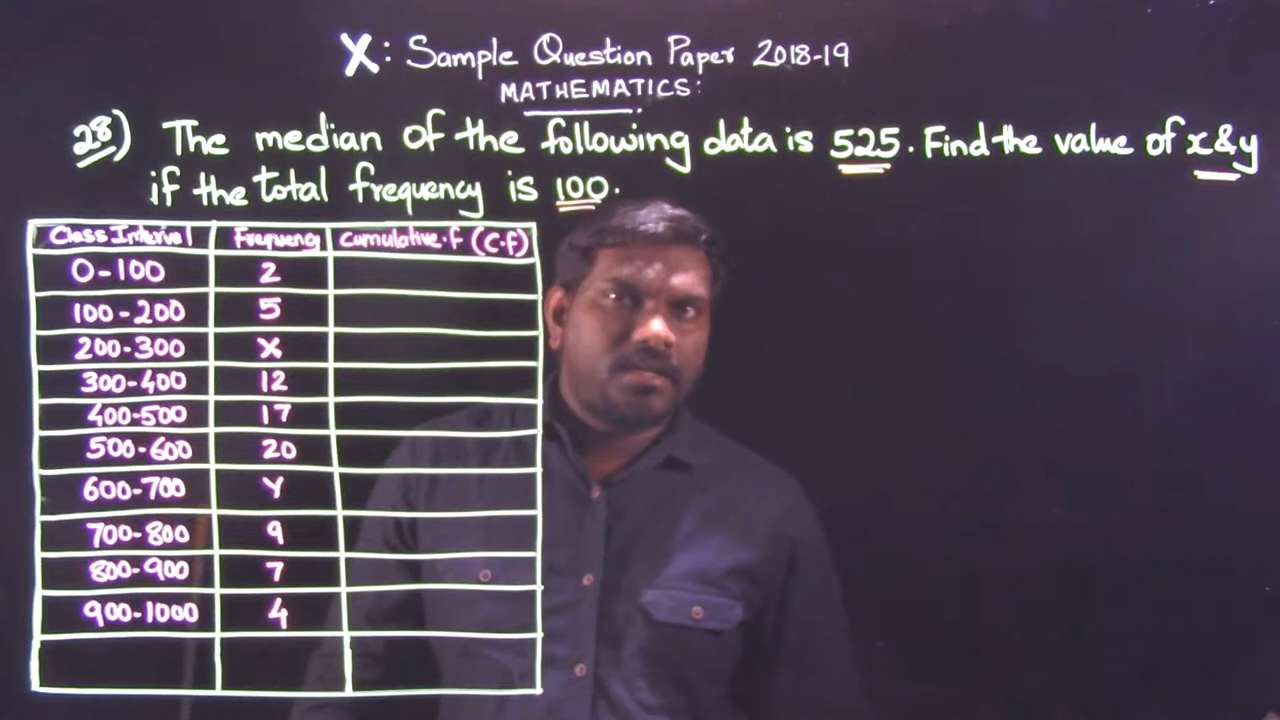 X: Sample Question Paper 2018-19
MATHEMATICS:
28) The median of the following data is 525. Find the value of x & y
if the total frequency is 100.
Class Interval Frequency Cumulative.f (C.f)
0-100 2
100-200 5
200-300 X
300-400 12
400-500 17
500-600 20
600-700 Y
700-800 9
800-900 7
900-1000 4